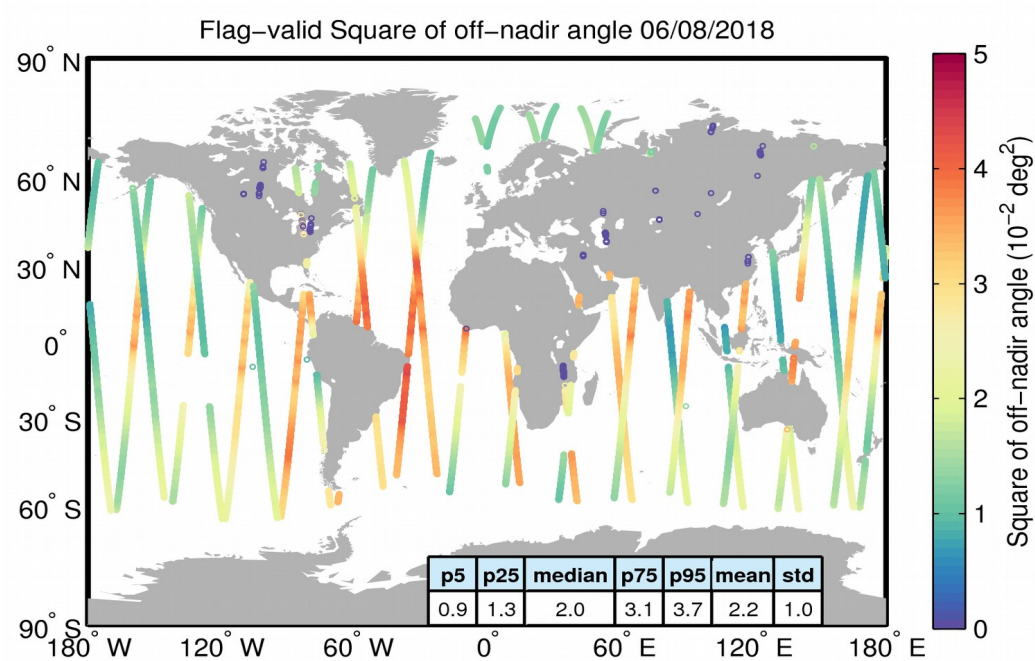 Flag−valid Square of off−nadir angle 06/08/2018
90° N
60° N
30° N
0°
30° S
60° S
90° S
180° W
120° W
60° W
0°
60° E
120° E
180° E
p5 p25 median p75 p95 mean std
0.9 1.3 2.0 3.1 3.7 2.2 1.0
5
4
3
2
1
0
Square of off−nadir angle (10⁻² deg²)